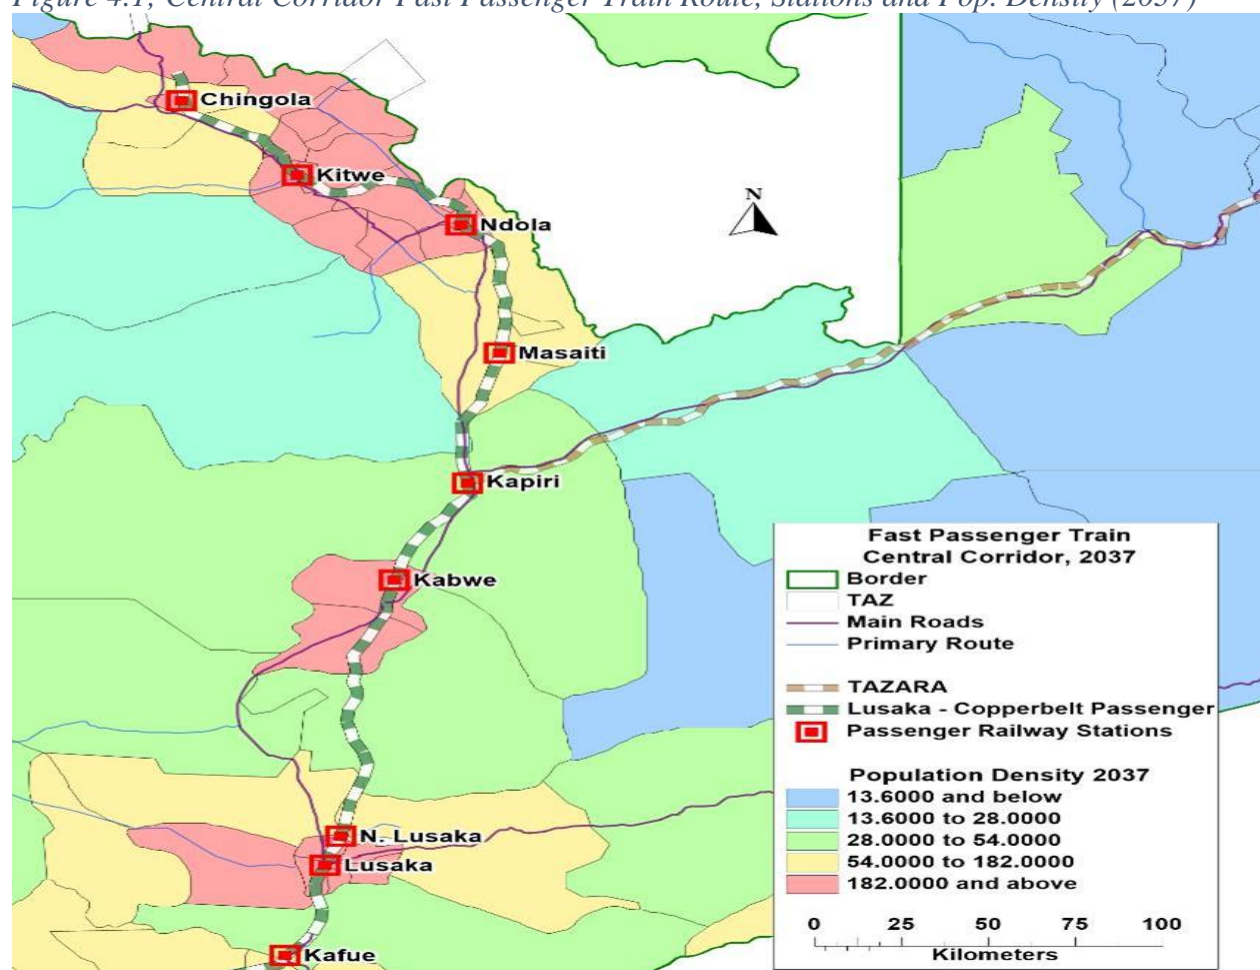 Figure 4.1, Central Corridor Fast Passenger Train Route, Stations and Pop. Density (2037)
Chingola
Kitwe
N
Ndola
Masaiti
Kapiri
Kabwe
N. Lusaka
Lusaka
Kafue
Fast Passenger Train
Central Corridor, 2037
Border
TAZ
Main Roads
Primary Route
TAZARA
Lusaka - Copperbelt Passenger
Passenger Railway Stations
Population Density 2037
13.6000 and below
13.6000 to 28.0000
28.0000 to 54.0000
54.0000 to 182.0000
182.0000 and above
0 25 50 75 100
Kilometers